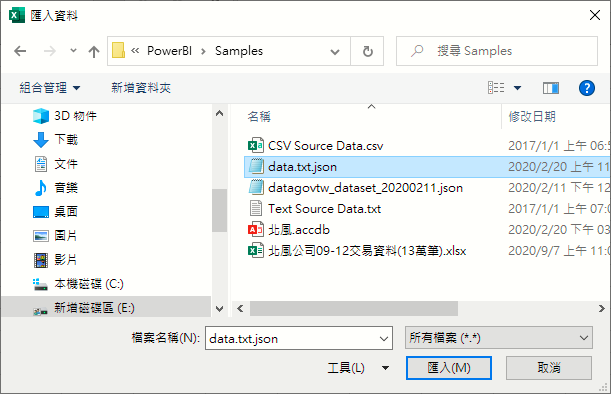 匯入資料
« PowerBI › Samples
搜尋 Samples
組合管理 新增資料夾
3D 物件
下載
文件
音樂
桌面
圖片
影片
本機磁碟 (C:)
新增磁碟區 (E:)
名稱 修改日期
CSV Source Data.csv 2017/1/1 上午 06:5
data.txt.json 2020/2/20 上午 11
datagovtw_dataset_20200211.json 2020/2/11 下午 12
Text Source Data.txt 2017/1/1 上午 07:0
北風.accdb 2020/2/20 下午 03
北風公司09-12交易資料(13萬筆).xlsx 2020/9/7 上午 11:0
檔案名稱(N): data.txt.json 所有檔案 (*.*)
工具(L) 匯入(M) 取消